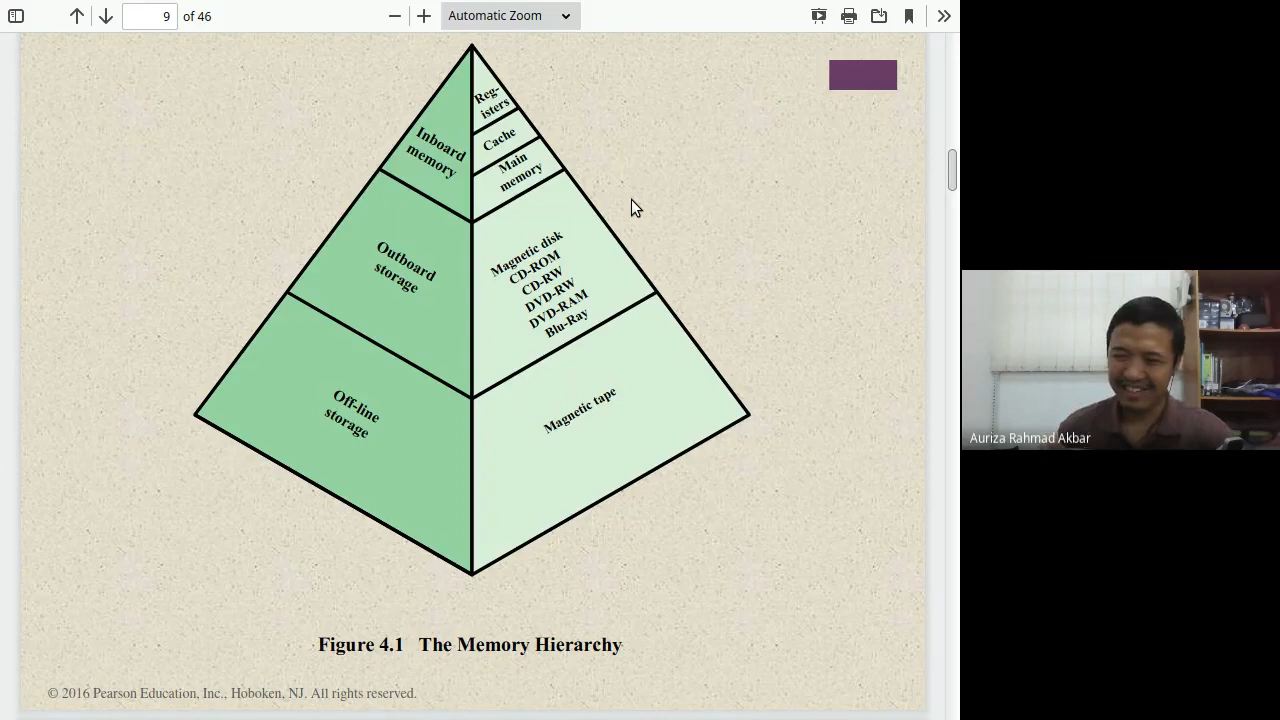 9 of 46
Automatic Zoom
Reg-
isters
Cache
Main
memory
Inboard
memory
Outboard
storage
Magnetic disk
CD-ROM
CD-RW
DVD-RW
DVD-RAM
Blu-Ray
Off-line
storage
Magnetic tape
Auriza Rahmad Akbar
Figure 4.1 The Memory Hierarchy
© 2016 Pearson Education, Inc., Hoboken, NJ. All rights reserved.